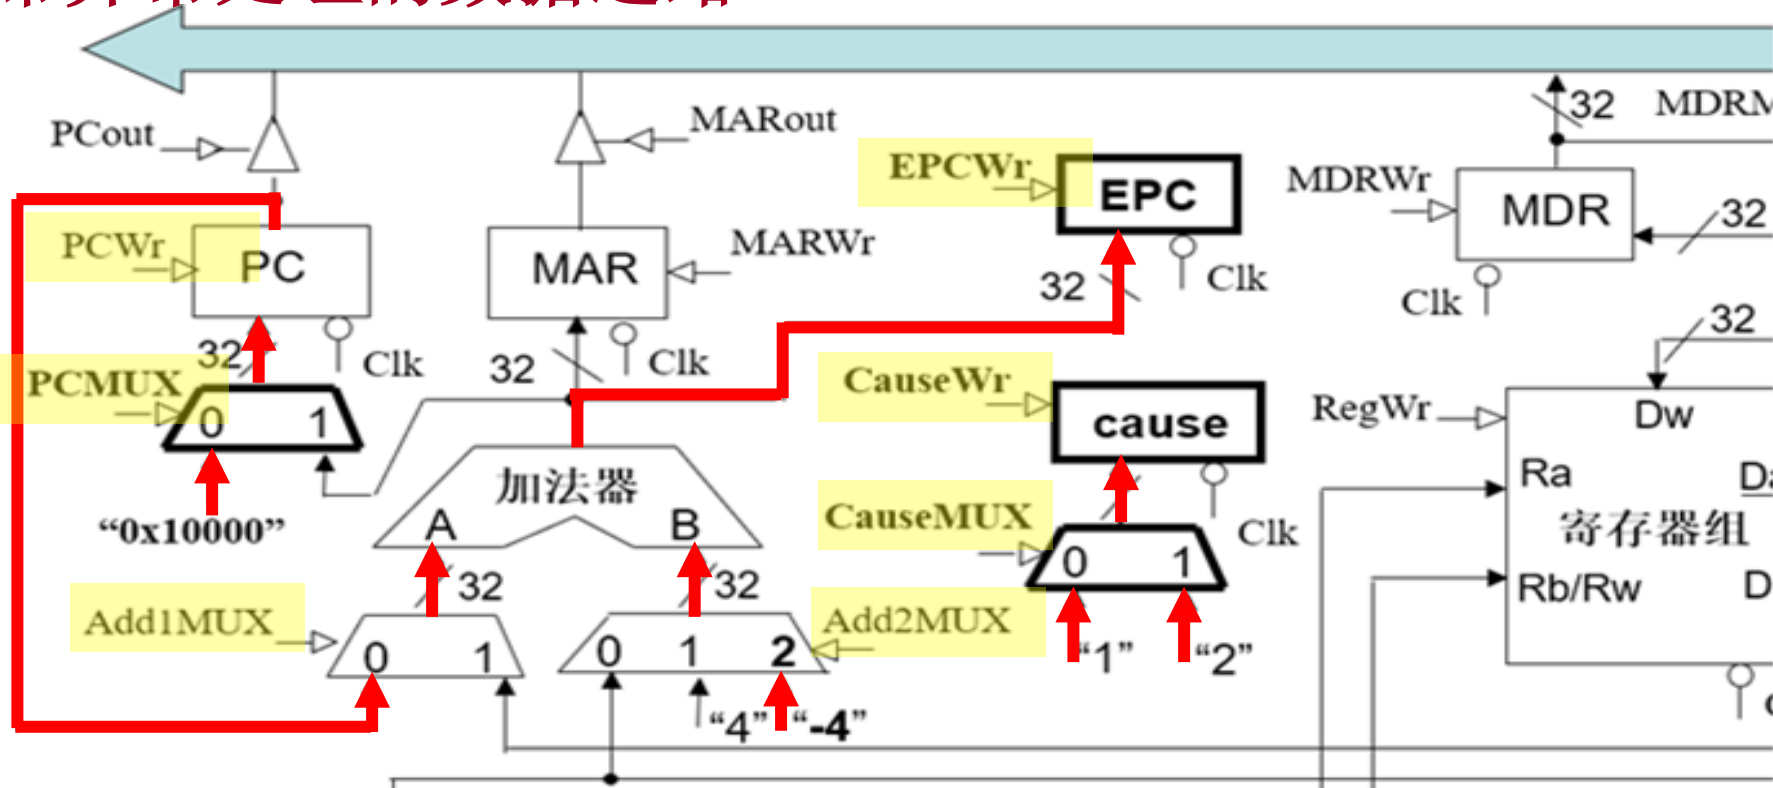 PCout
MARout
32
MDRM
EPCWr
EPC
MDRWr
MDR
32
PCWr
PC
MAR
MARWr
32
Clk
Clk
32
32
Clk
32
Clk
PCMUX
0 1
CauseWr
cause
RegWr
Dw
加法器
A B
Ra
寄存器组
"0x10000"
CauseMUX
0 1
Clk
32
32
Rb/Rw
D
Add1MUX
0 1
0 1 2
Add2MUX
"1"
"2"
"4"
"-4"